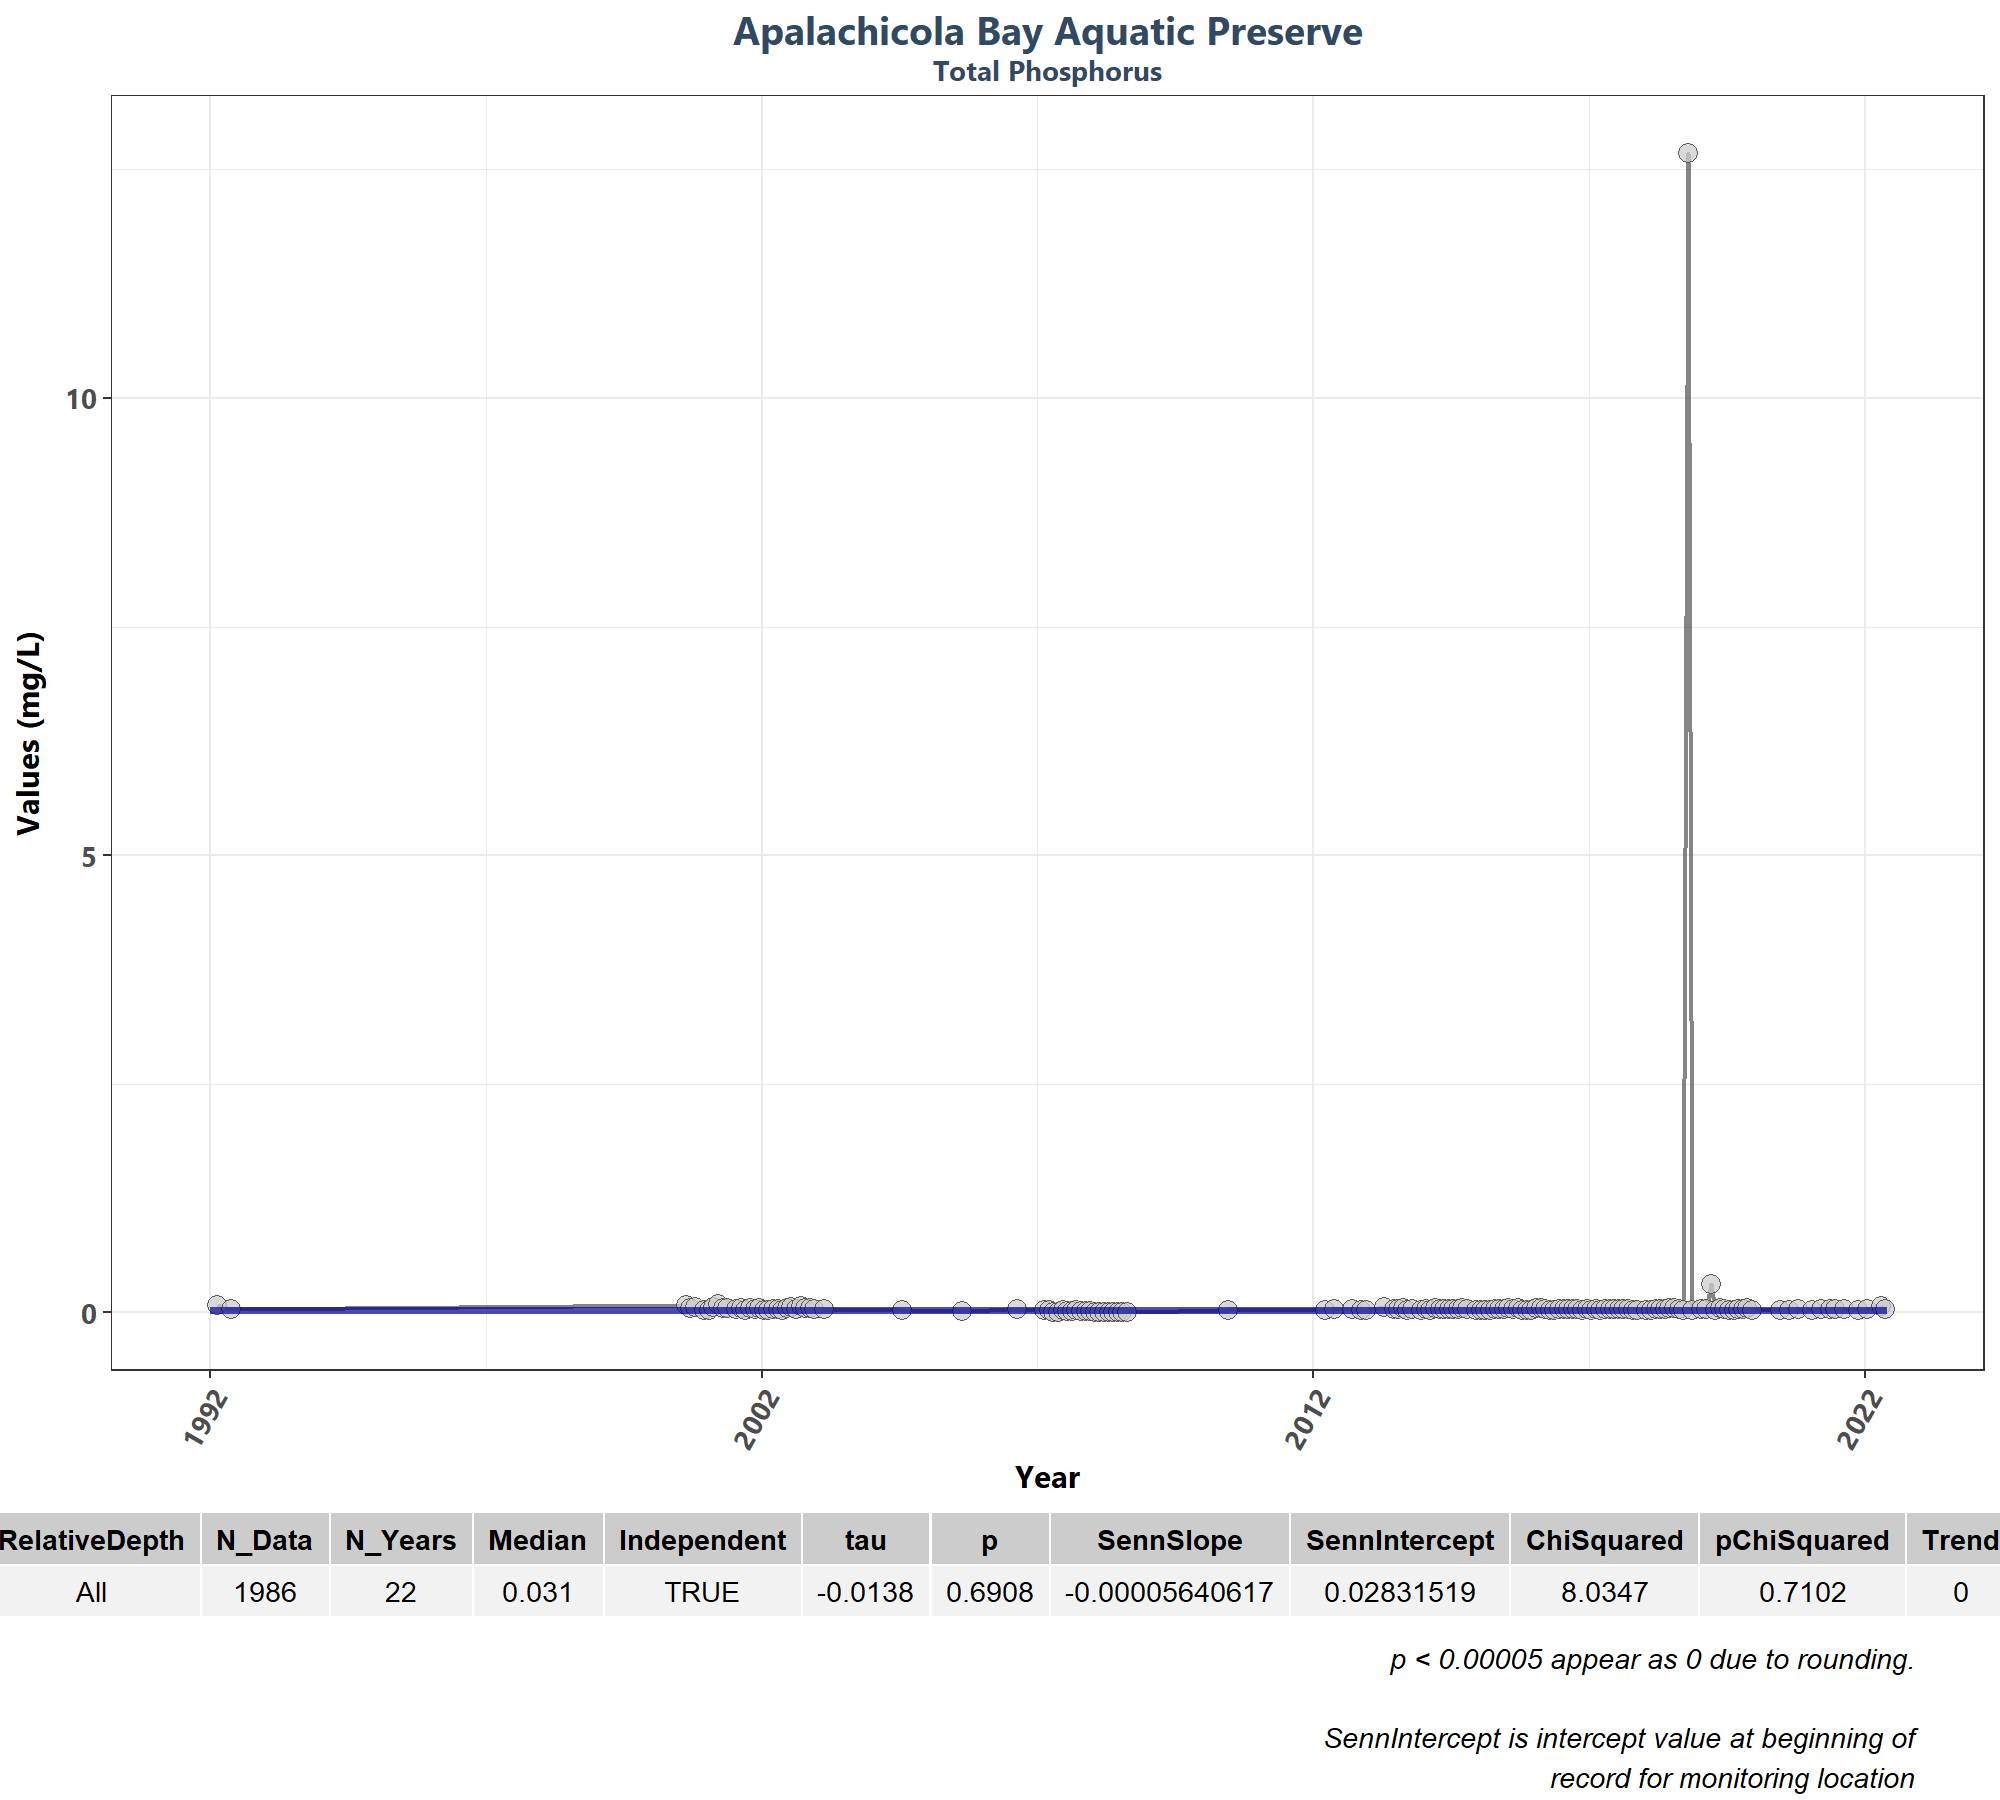 Apalachicola Bay Aquatic Preserve
Total Phosphorus
Values (mg/L)
10
5
0
1992 2002 2012 2022
Year
RelativeDepth N_Data N_Years Median Independent tau p SennSlope SennIntercept ChiSquared pChiSquared Trend
All 1986 22 0.031 TRUE -0.0138 0.6908 -0.00005640617 0.02831519 8.0347 0.7102 0
p < 0.00005 appear as 0 due to rounding.
SennIntercept is intercept value at beginning of
record for monitoring location